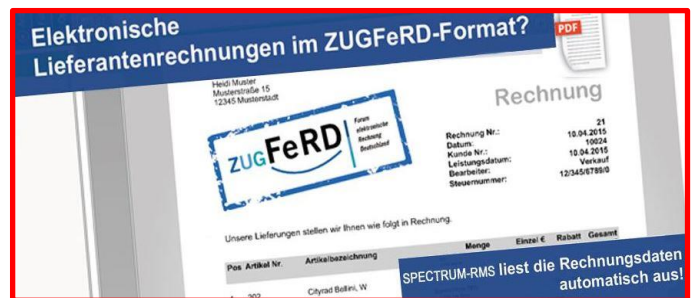 Elektronische
Lieferantenrechnungen im ZUGFeRD-Format?
PDF
Heidi Muster
Musterstraße 15
12345 Musterstadt
Rechnung
ZUGFeRD
Forum
elektronische
Rechnung
Deutschland
Rechnung Nr.: 21
Datum: 10.04.2015
Kunde Nr.: 10024
Leistungsdatum: 10.04.2015
Bearbeiter: Verkauf
Steuernummer: 12/345/6789/0
Unsere Lieferungen stellen wir Ihnen wie folgt in Rechnung.
Pos Artikel Nr. Artikelbezeichnung Menge Einzel € Rabatt Gesamt
202 Cityrad Bellini, W
SPECTRUM-RMS liest die Rechnungsdaten
automatisch aus!